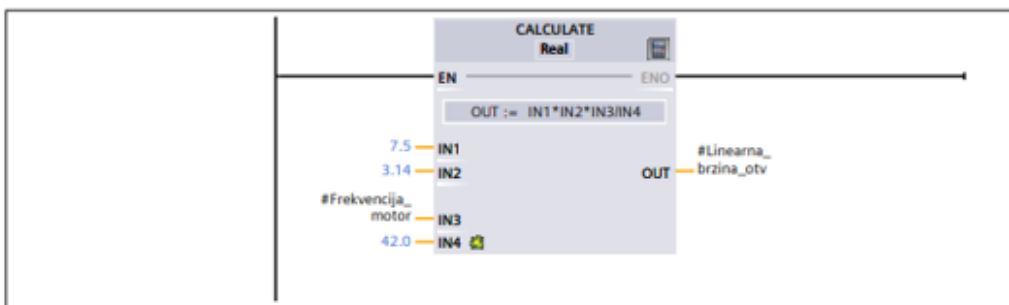 CALCULATE
Real
EN
ENO
OUT := IN1*IN2*IN3/IN4
7.5
IN1
3.14
IN2
OUT
#Linearna_
brzina_otv
#Frekvencija_
motor
IN3
42.0
IN4